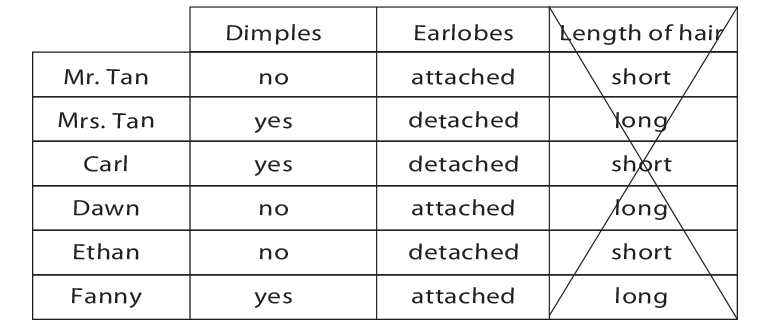 Dimples Earlobes Length of hair
Mr. Tan no attached short
Mrs. Tan yes detached long
Carl yes detached short
Dawn no attached long
Ethan no detached short
Fanny yes attached long